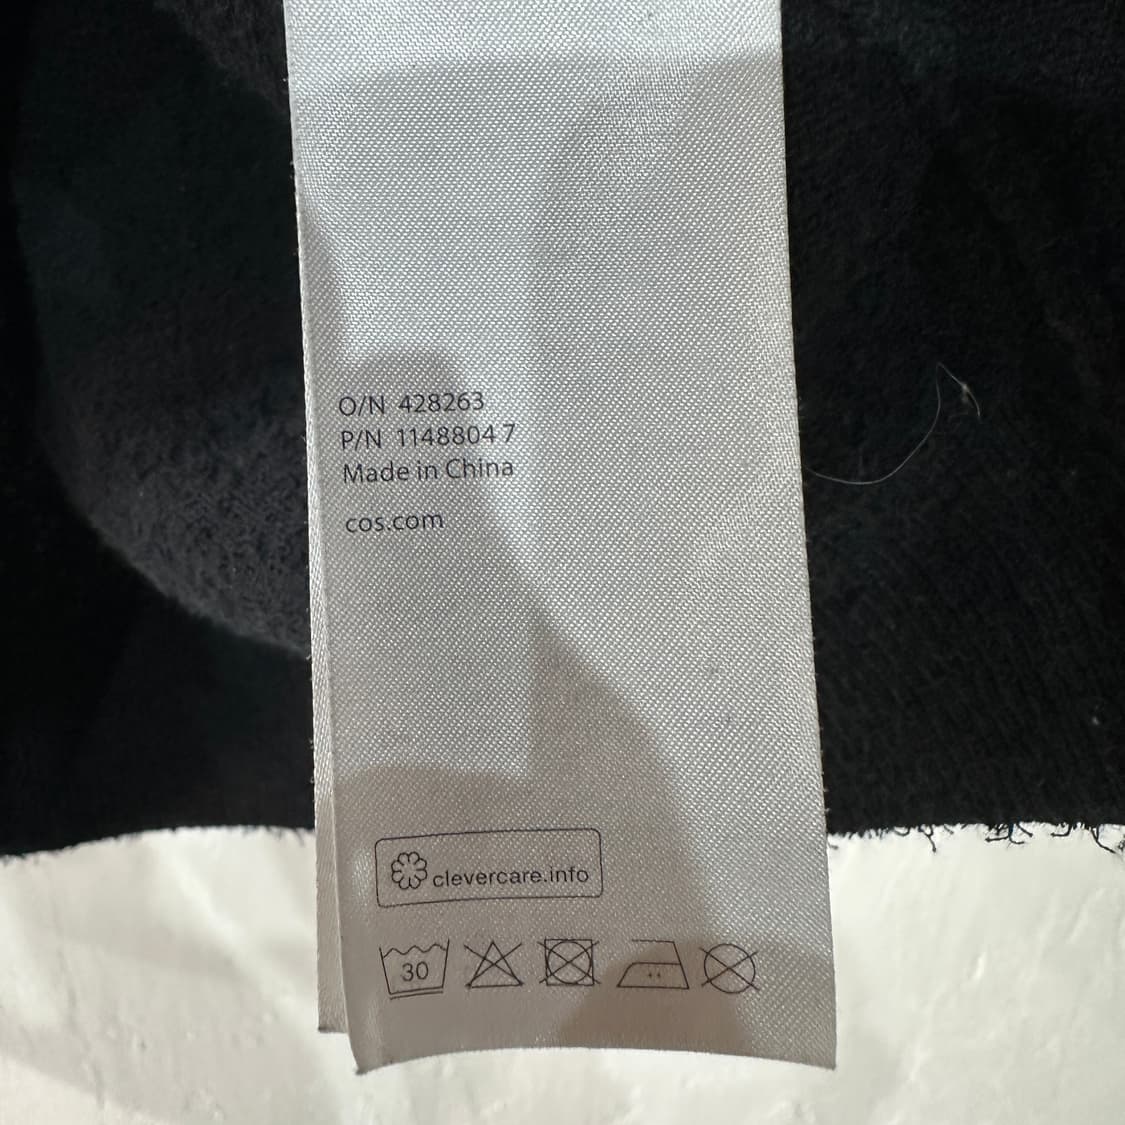 O/N 428263
P/N 1148804 7
Made in China
cos.com
clevercare.info
30